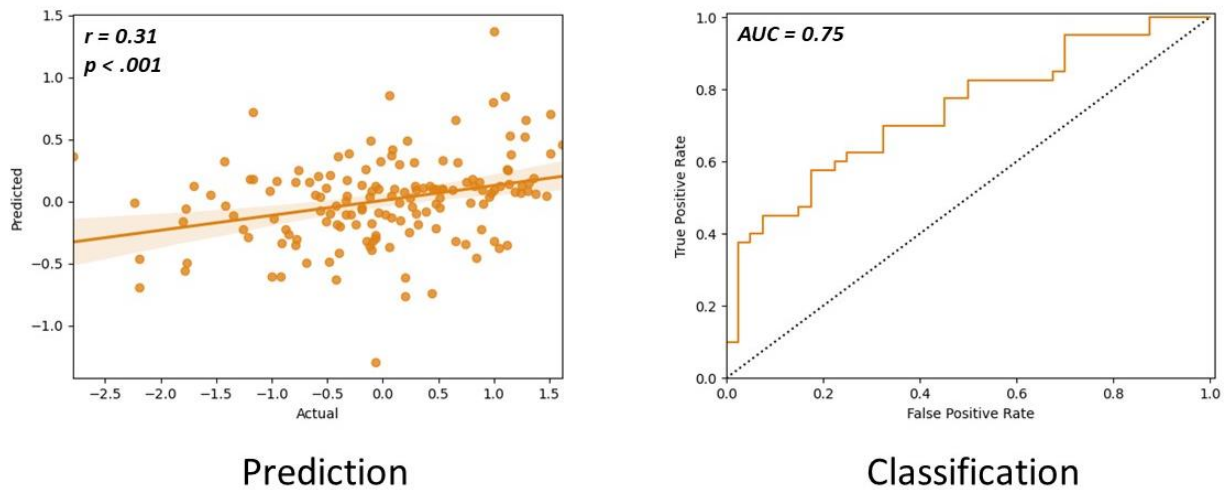 r = 0.31
p < .001
1.5
1.0
0.5
0.0
−0.5
−1.0
Predicted
−2.5 −2.0 −1.5 −1.0 −0.5 0.0 0.5 1.0 1.5
Actual
Prediction
AUC = 0.75
1.0
0.8
0.6
0.4
0.2
0.0
True Positive Rate
0.0 0.2 0.4 0.6 0.8 1.0
False Positive Rate
Classification